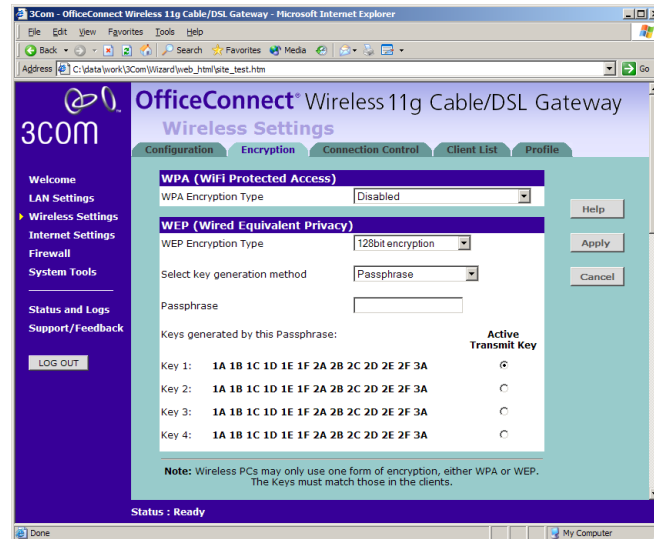 3Com - OfficeConnect Wireless 11g Cable/DSL Gateway - Microsoft Internet Explorer
File Edit View Favorites Tools Help
Back Search Favorites Media
Address C:\data\work\3Com\Wizard\web_html\site_test.htm Go
3COM
OfficeConnect® Wireless 11g Cable/DSL Gateway
Wireless Settings
Configuration Encryption Connection Control Client List Profile
Welcome
LAN Settings
Wireless Settings
Internet Settings
Firewall
System Tools
Status and Logs
Support/Feedback
LOG OUT
WPA (WiFi Protected Access)
WPA Encryption Type Disabled
WEP (Wired Equivalent Privacy)
WEP Encryption Type 128bit encryption
Select key generation method Passphrase
Passphrase
Keys generated by this Passphrase: Active
Transmit Key
Key 1: 1A 1B 1C 1D 1E 1F 2A 2B 2C 2D 2E 2F 3A
Key 2: 1A 1B 1C 1D 1E 1F 2A 2B 2C 2D 2E 2F 3A
Key 3: 1A 1B 1C 1D 1E 1F 2A 2B 2C 2D 2E 2F 3A
Key 4: 1A 1B 1C 1D 1E 1F 2A 2B 2C 2D 2E 2F 3A
Note: Wireless PCs may only use one form of encryption, either WPA or WEP.
The Keys must match those in the clients.
Help
Apply
Cancel
Status : Ready
Done My Computer